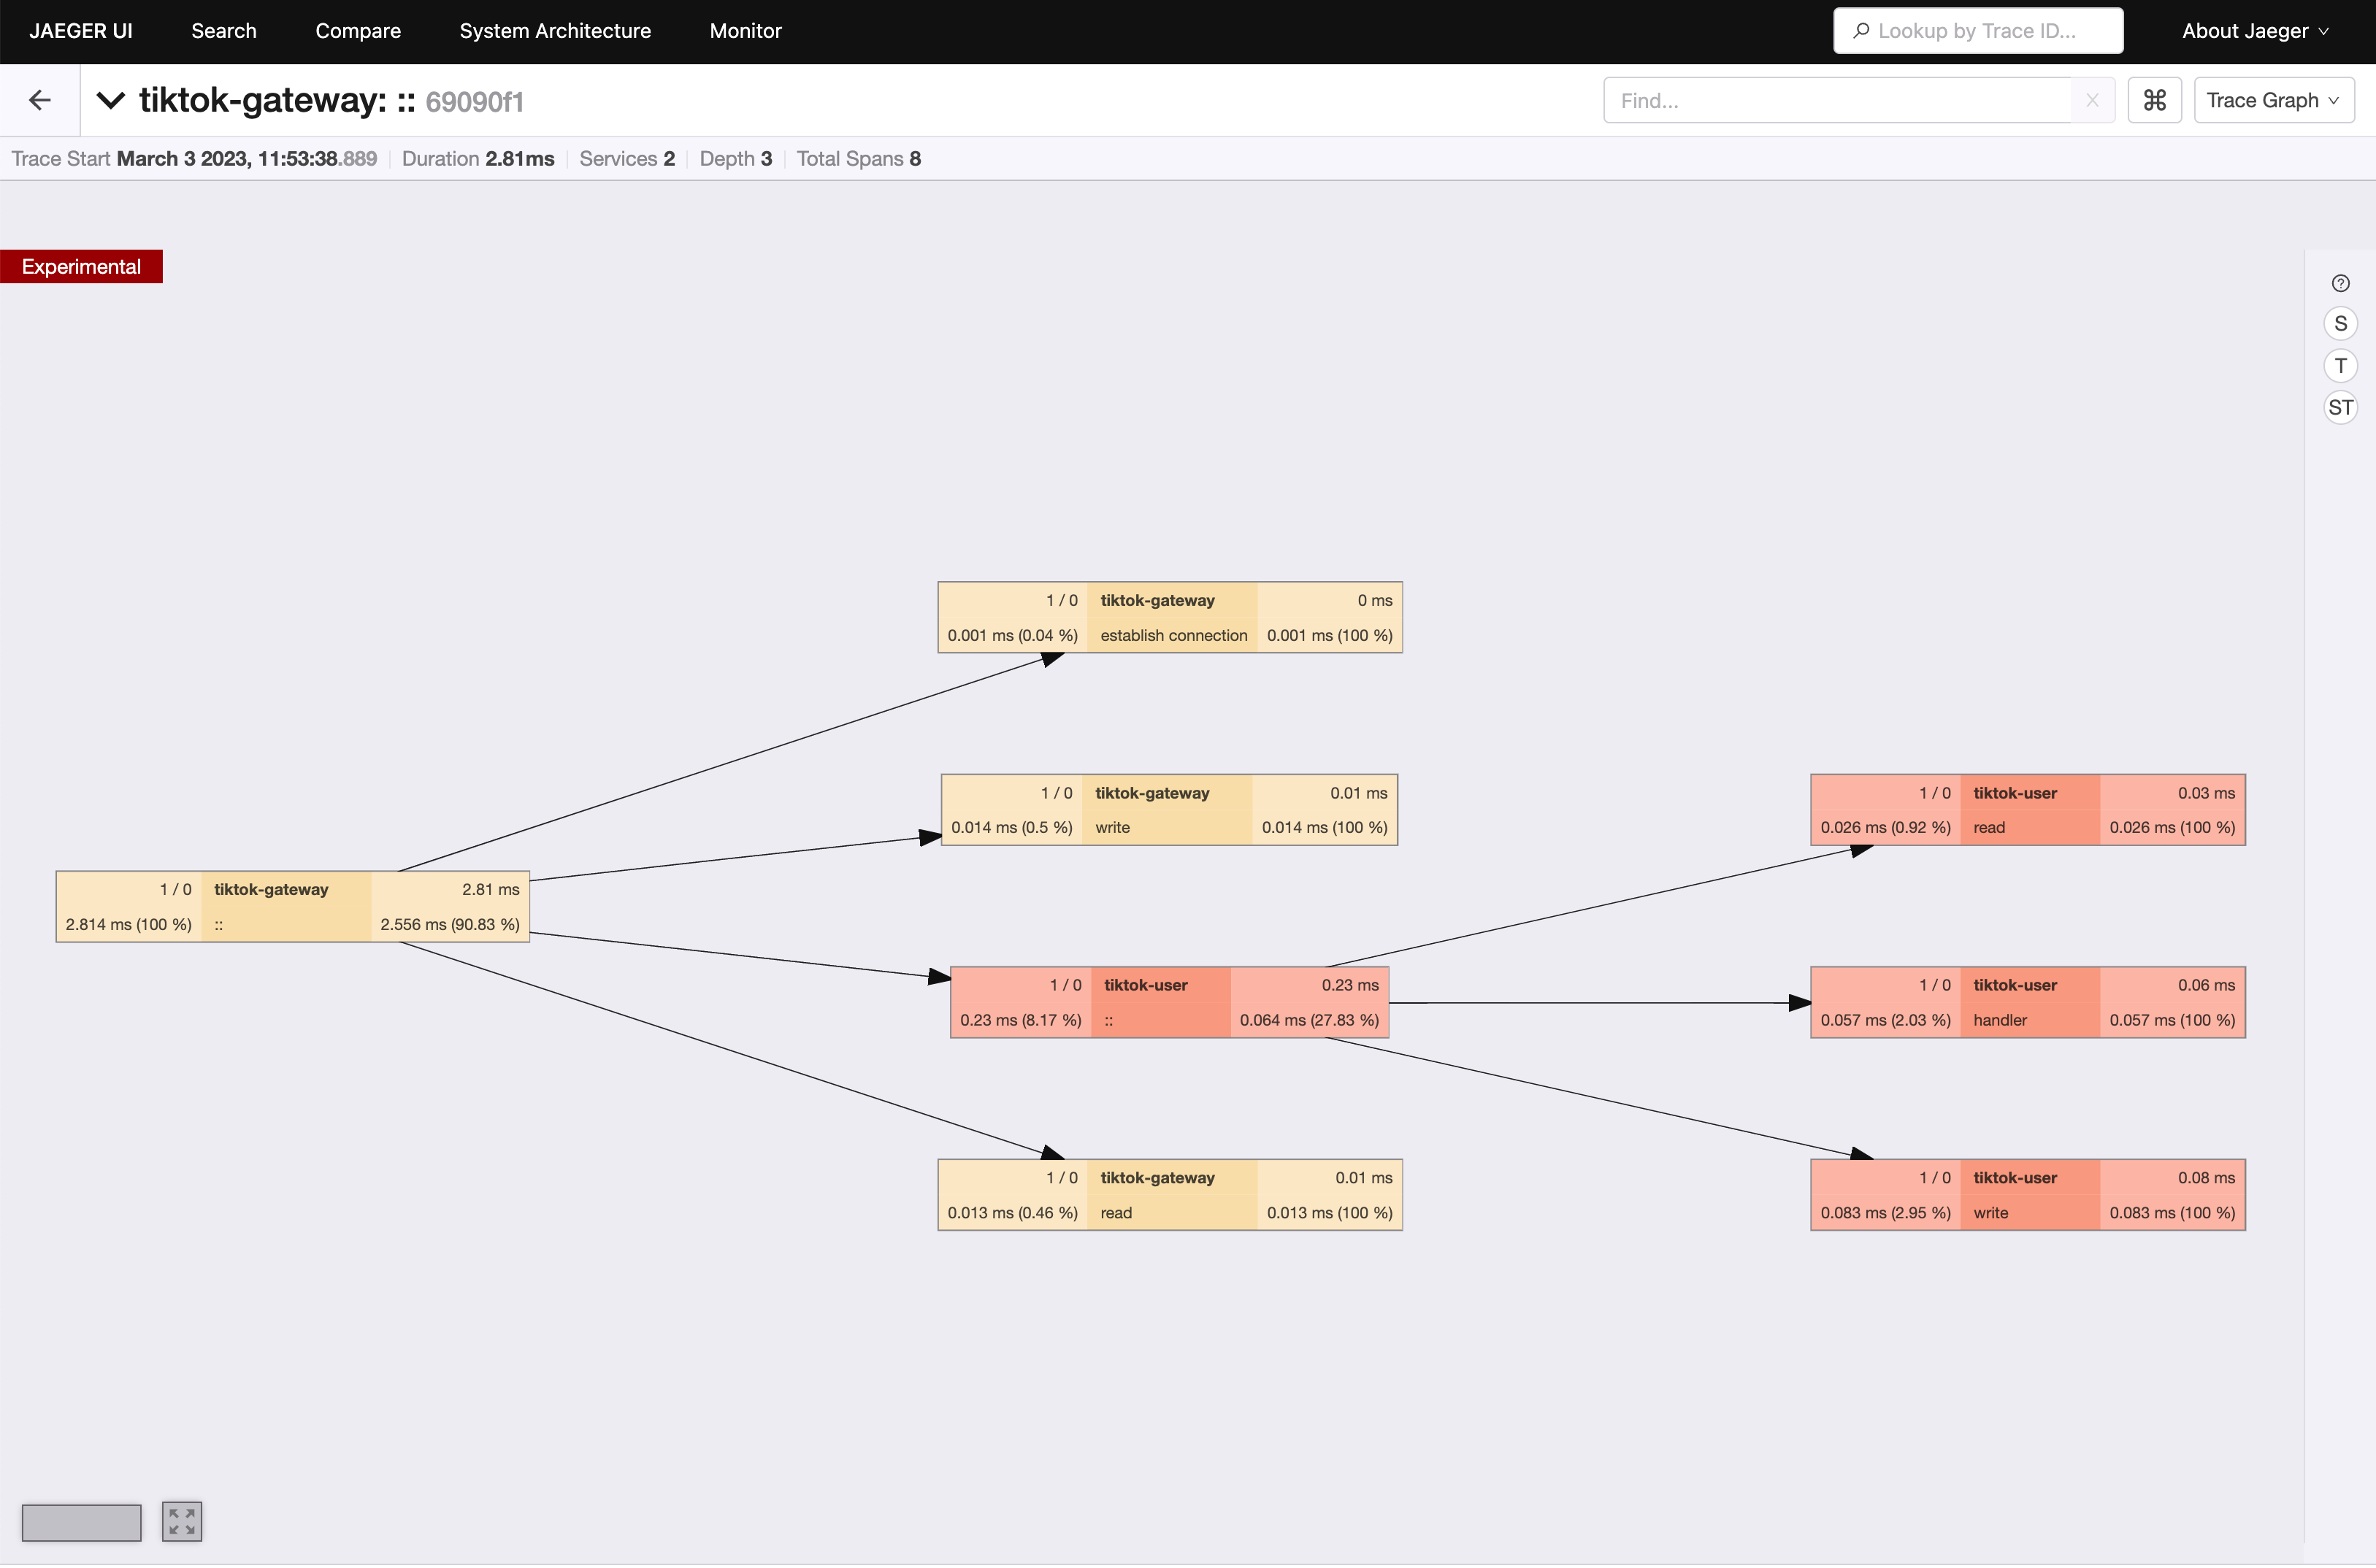 JAEGER UI Search Compare System Architecture Monitor Lookup by Trace ID... About Jaeger
tiktok-gateway: :: 69090f1 Find... Trace Graph
Trace Start March 3 2023, 11:53:38.889 Duration 2.81ms Services 2 Depth 3 Total Spans 8
Experimental
S
T
ST
1 / 0 tiktok-gateway 0 ms
0.001 ms (0.04 %) establish connection 0.001 ms (100 %)
1 / 0 tiktok-gateway 0.01 ms
0.014 ms (0.5 %) write 0.014 ms (100 %)
1 / 0 tiktok-user 0.03 ms
0.026 ms (0.92 %) read 0.026 ms (100 %)
1 / 0 tiktok-gateway 2.81 ms
2.814 ms (100 %) :: 2.556 ms (90.83 %)
1 / 0 tiktok-user 0.23 ms
0.23 ms (8.17 %) :: 0.064 ms (27.83 %)
1 / 0 tiktok-user 0.06 ms
0.057 ms (2.03 %) handler 0.057 ms (100 %)
1 / 0 tiktok-gateway 0.01 ms
0.013 ms (0.46 %) read 0.013 ms (100 %)
1 / 0 tiktok-user 0.08 ms
0.083 ms (2.95 %) write 0.083 ms (100 %)